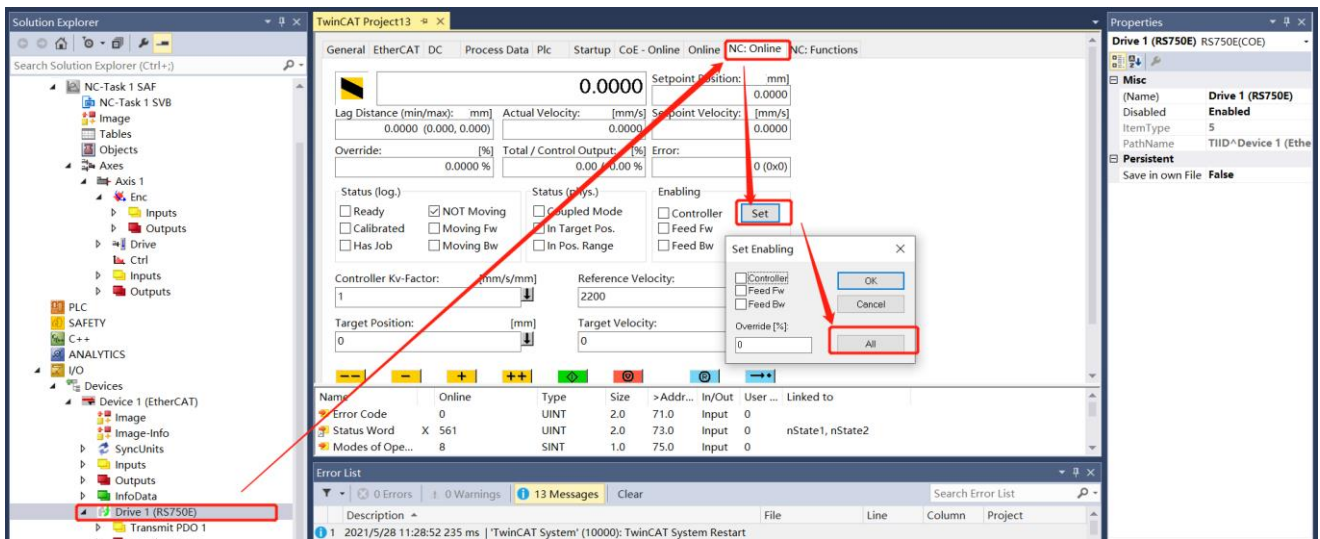 Solution Explorer
Search Solution Explorer (Ctrl+;)
NC-Task 1 SAF
NC-Task 1 SVB
Image
Tables
Objects
Axes
Axis 1
Enc
Inputs
Outputs
Drive
Ctrl
Inputs
Outputs
PLC
SAFETY
C++
ANALYTICS
I/O
Devices
Device 1 (EtherCAT)
Image
Image-Info
SyncUnits
Inputs
Outputs
InfoData
Drive 1 (RS750E)
Transmit PDO 1
TwinCAT Project13
General EtherCAT DC Process Data Plc Startup CoE - Online Online NC: Online NC: Functions
0.0000
Setpoint Position: mm]
0.0000
Lag Distance (min/max): mm] Actual Velocity: [mm/s] Setpoint Velocity: [mm/s]
0.0000 (0.000, 0.000) 0.0000 0.0000
Override: [%] Total / Control Output: [%] Error:
0.0000 % 0.00 / 0.00 % 0 (0x0)
Status (log.) Status (phys.) Enabling
Ready NOT Moving Coupled Mode Controller Set
Calibrated Moving Fw In Target Pos. Feed Fw
Has Job Moving Bw In Pos. Range Feed Bw
Controller Kv-Factor: [mm/s/mm] Reference Velocity:
1 2200
Target Position: [mm] Target Velocity:
0 0
-- - + ++
Set Enabling
Controller
Feed Fw
Feed Bw
OK
Cancel
Override [%]:
0
All
Name Online Type Size >Addr... In/Out User ... Linked to
Error Code 0 UINT 2.0 71.0 Input 0
Status Word X 561 UINT 2.0 73.0 Input 0 nState1, nState2
Modes of Ope... 8 SINT 1.0 75.0 Input 0
Error List
0 Errors 0 Warnings 13 Messages Clear Search Error List
Description File Line Column Project
1 2021/5/28 11:28:52 235 ms | 'TwinCAT System' (10000): TwinCAT System Restart
Properties
Drive 1 (RS750E) RS750E(COE)
Misc
(Name) Drive 1 (RS750E)
Disabled Enabled
ItemType 5
PathName TIID^Device 1 (Ethe
Persistent
Save in own File False